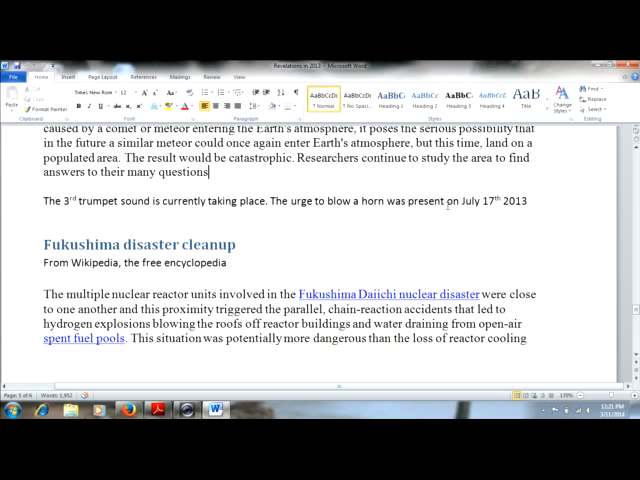 Revelations in 2013 - Microsoft Word
File Home Insert Page Layout References Mailings Review View
Times New Ro 12
AaBbCcDc AaBbCcDc AaBbC AaBbCc AaBbC AaBbCc AaB
Paste Format Painter
¶ Normal ¶ No Spac... Heading 1 Heading 2 Heading 3 Heading 4 Title
Change Styles
Find
Replace
Select
Clipboard Font Paragraph Styles Editing
caused by a comet or meteor entering the Earth's atmosphere, it poses the serious possibility that
in the future a similar meteor could once again enter Earth's atmosphere, but this time, land on a
populated area. The result would be catastrophic. Researchers continue to study the area to find
answers to their many questions
The 3rd trumpet sound is currently taking place. The urge to blow a horn was present on July 17th 2013
Fukushima disaster cleanup
From Wikipedia, the free encyclopedia
The multiple nuclear reactor units involved in the Fukushima Daiichi nuclear disaster were close
to one another and this proximity triggered the parallel, chain-reaction accidents that led to
hydrogen explosions blowing the roofs off reactor buildings and water draining from open-air
spent fuel pools. This situation was potentially more dangerous than the loss of reactor cooling
Page: 5 of 6 Words: 1,952 170%
12:21 PM
3/11/2014